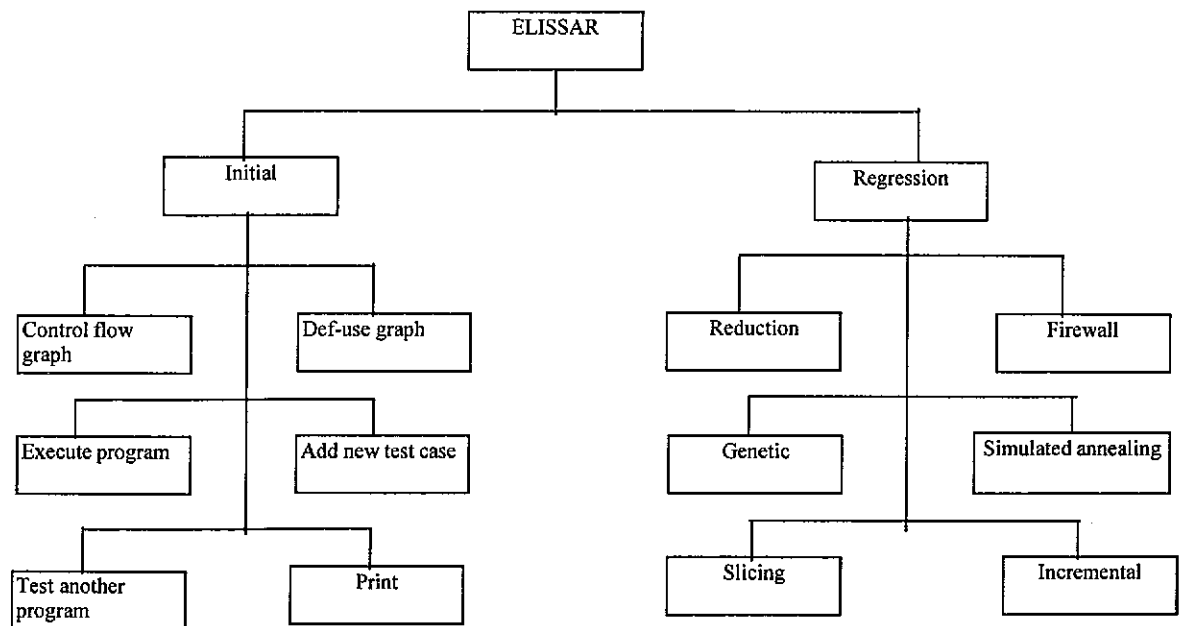 ELISSAR
Initial
Regression
Control flow
graph
Def-use graph
Reduction
Firewall
Execute program
Add new test case
Genetic
Simulated annealing
Test another
program
Print
Slicing
Incremental